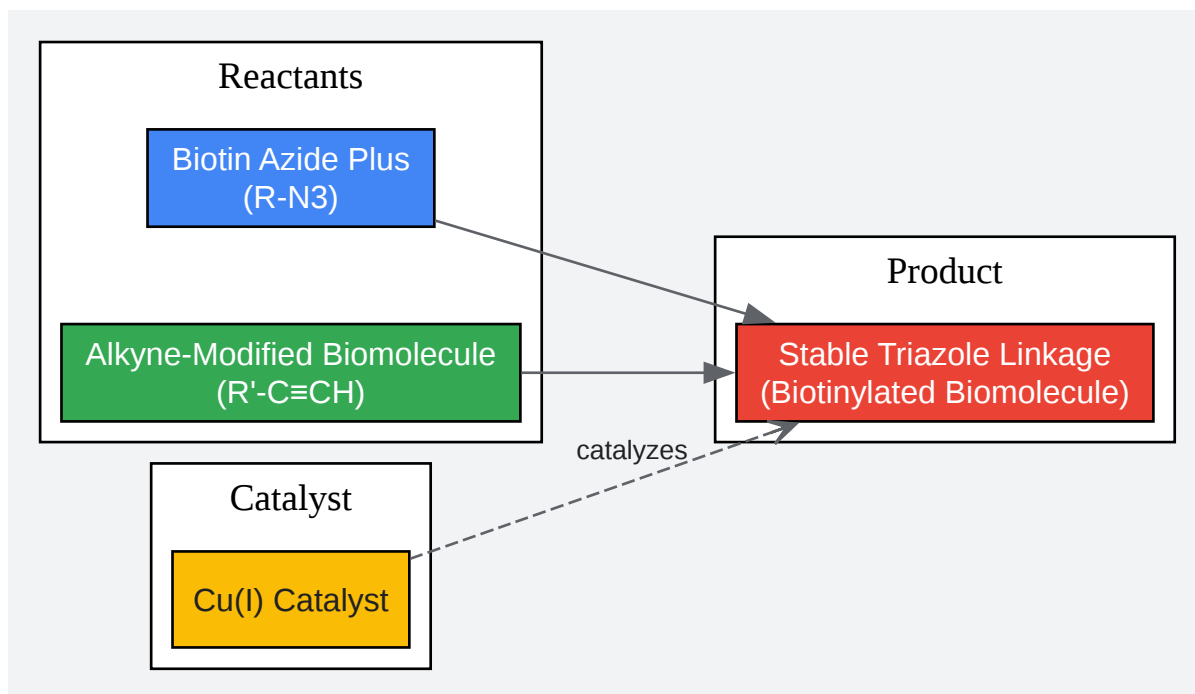 Reactants
Biotin Azide Plus
(R-N3)
Alkyne-Modified Biomolecule
(R'-C≡CH)
Product
Stable Triazole Linkage
(Biotinylated Biomolecule)
catalyzes
Catalyst
Cu(I) Catalyst